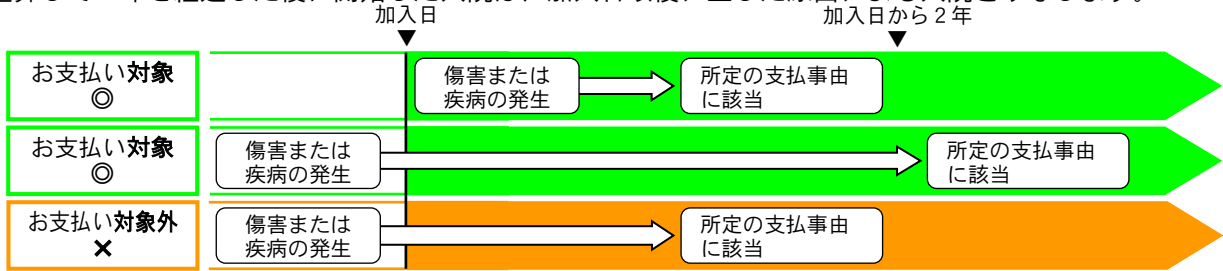 加入日
加入日から２年
お支払い対象
◎
傷害または
疾病の発生
所定の支払事由
に該当
お支払い対象
◎
傷害または
疾病の発生
所定の支払事由
に該当
お支払い対象外
×
傷害または
疾病の発生
所定の支払事由
に該当